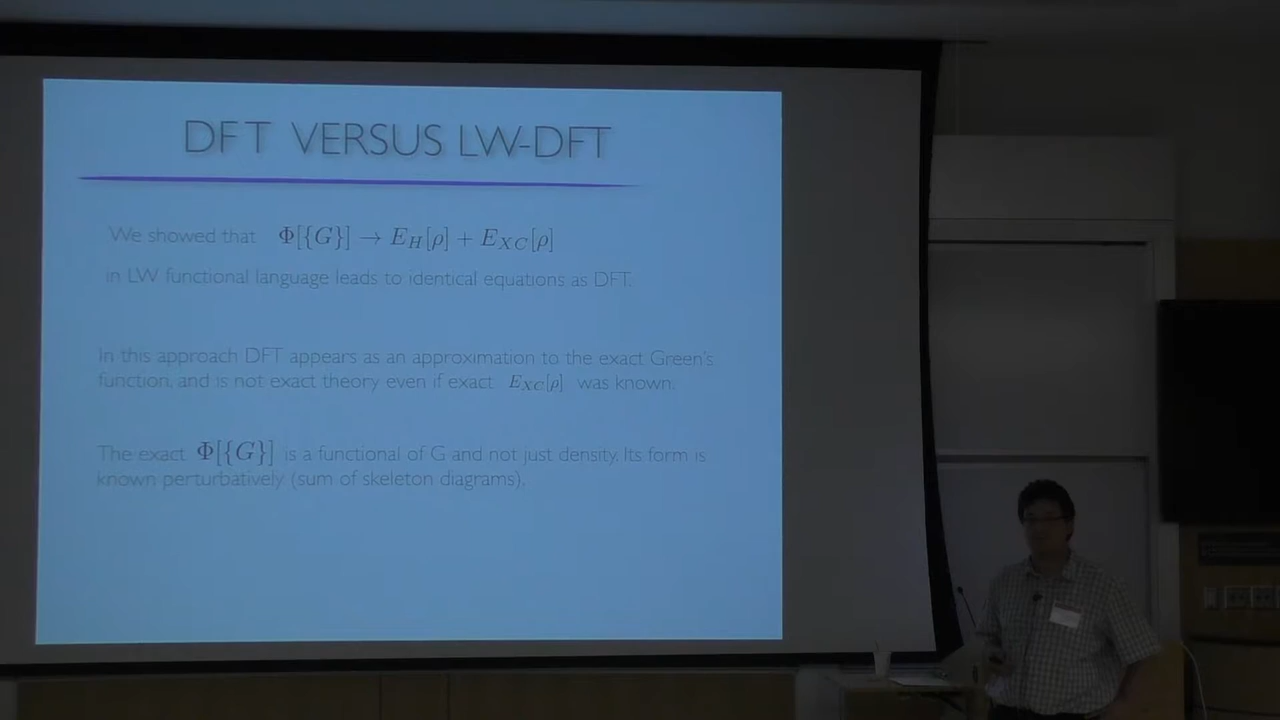 DFT VERSUS LW-DFT
We showed that Φ[{G}] → E_H[ρ] + E_XC[ρ]
in LW functional language leads to identical equations as DFT.
In this approach DFT appears as an approximation to the exact Green's
function, and is not exact theory even if exact E_XC[ρ] was known.
The exact Φ[{G}] is a functional of G and not just density. Its form is
known perturbatively (sum of skeleton diagrams).